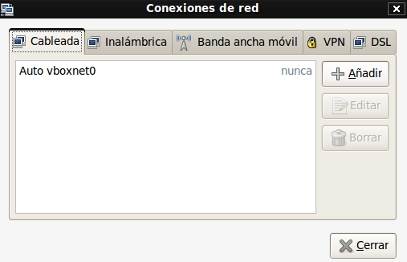 Conexiones de red
Cableada Inalámbrica Banda ancha móvil VPN DSL
Auto vboxnet0 nunca
Añadir
Editar
Borrar
Cerrar